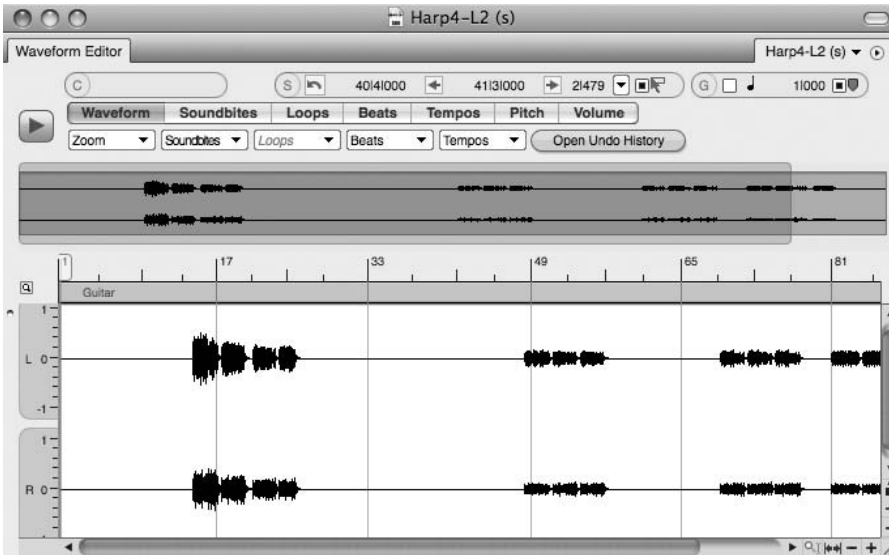 Harp4-L2 (s)
Waveform Editor Harp4-L2 (s)
C S 40|4|000 41|3|000 2|479 G 1|000
Waveform Soundbites Loops Beats Tempos Pitch Volume
Zoom Soundbites Loops Beats Tempos Open Undo History
1 17 33 49 65 81
Guitar
1
L 0
-1
1
R 0